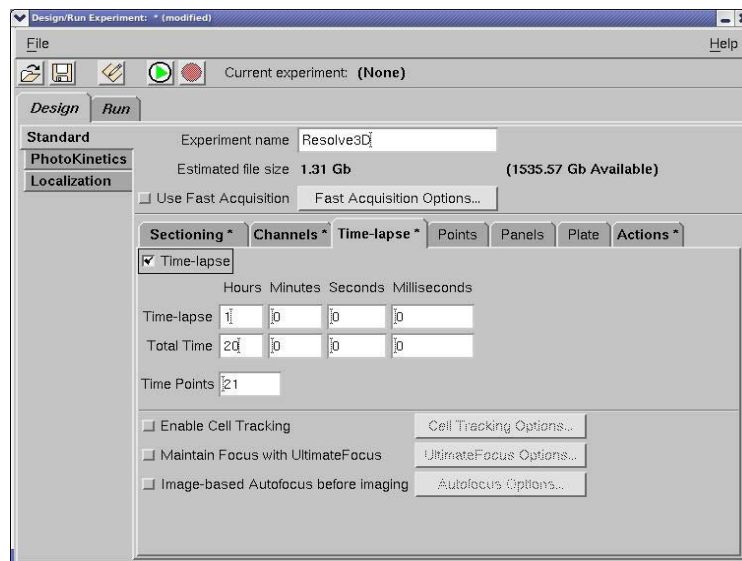 Design/Run Experiment: * (modified)
File Help
Current experiment: (None)
Design Run
Standard
PhotoKinetics
Localization
Experiment name Resolve3D
Estimated file size 1.31 Gb (1535.57 Gb Available)
Use Fast Acquisition Fast Acquisition Options...
Sectioning * Channels * Time-lapse * Points Panels Plate Actions *
Time-lapse
Hours Minutes Seconds Milliseconds
Time-lapse 1 0 0 0
Total Time 20 0 0 0
Time Points 21
Enable Cell Tracking Cell Tracking Options...
Maintain Focus with UltimateFocus UltimateFocus Options...
Image-based Autofocus before imaging Autofocus Options...